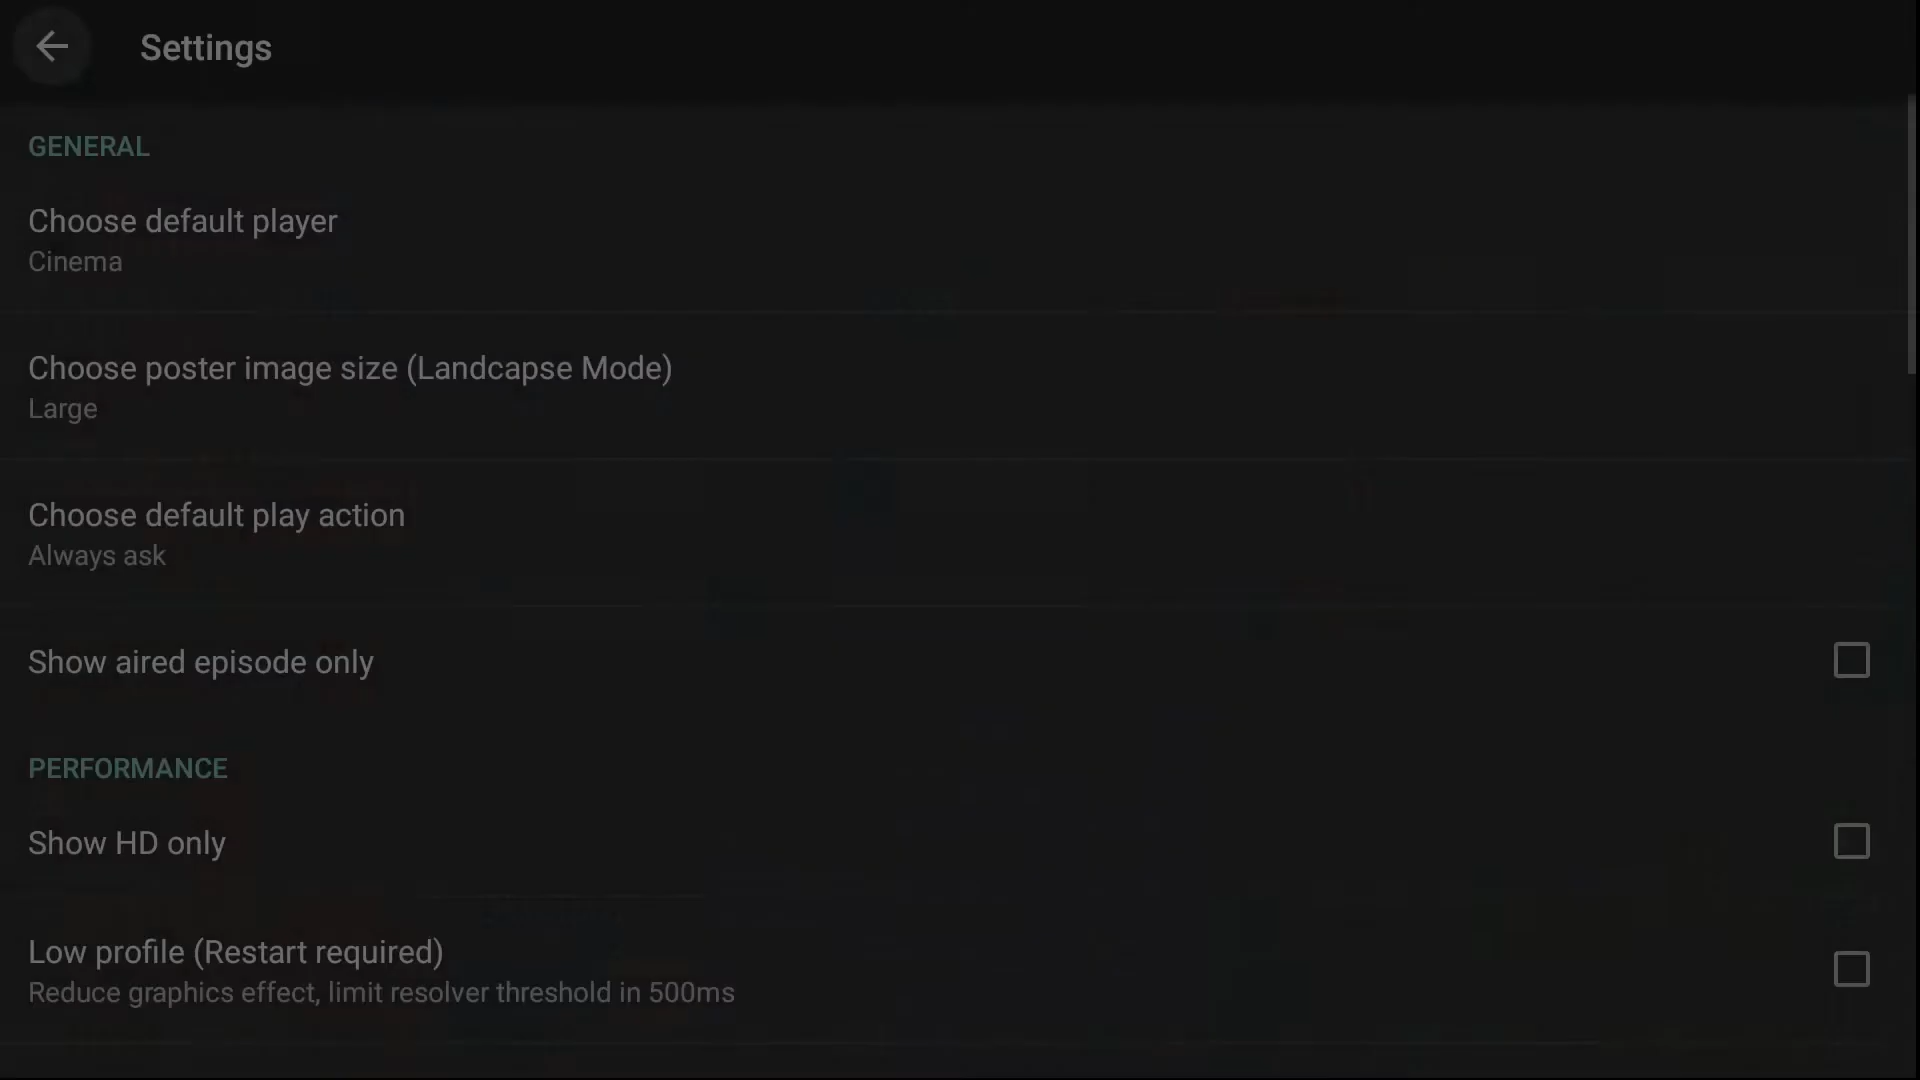 Settings
GENERAL
Choose default player
Cinema
Choose poster image size (Landcapse Mode)
Large
Choose default play action
Always ask
Show aired episode only
PERFORMANCE
Show HD only
Low profile (Restart required)
Reduce graphics effect, limit resolver threshold in 500ms